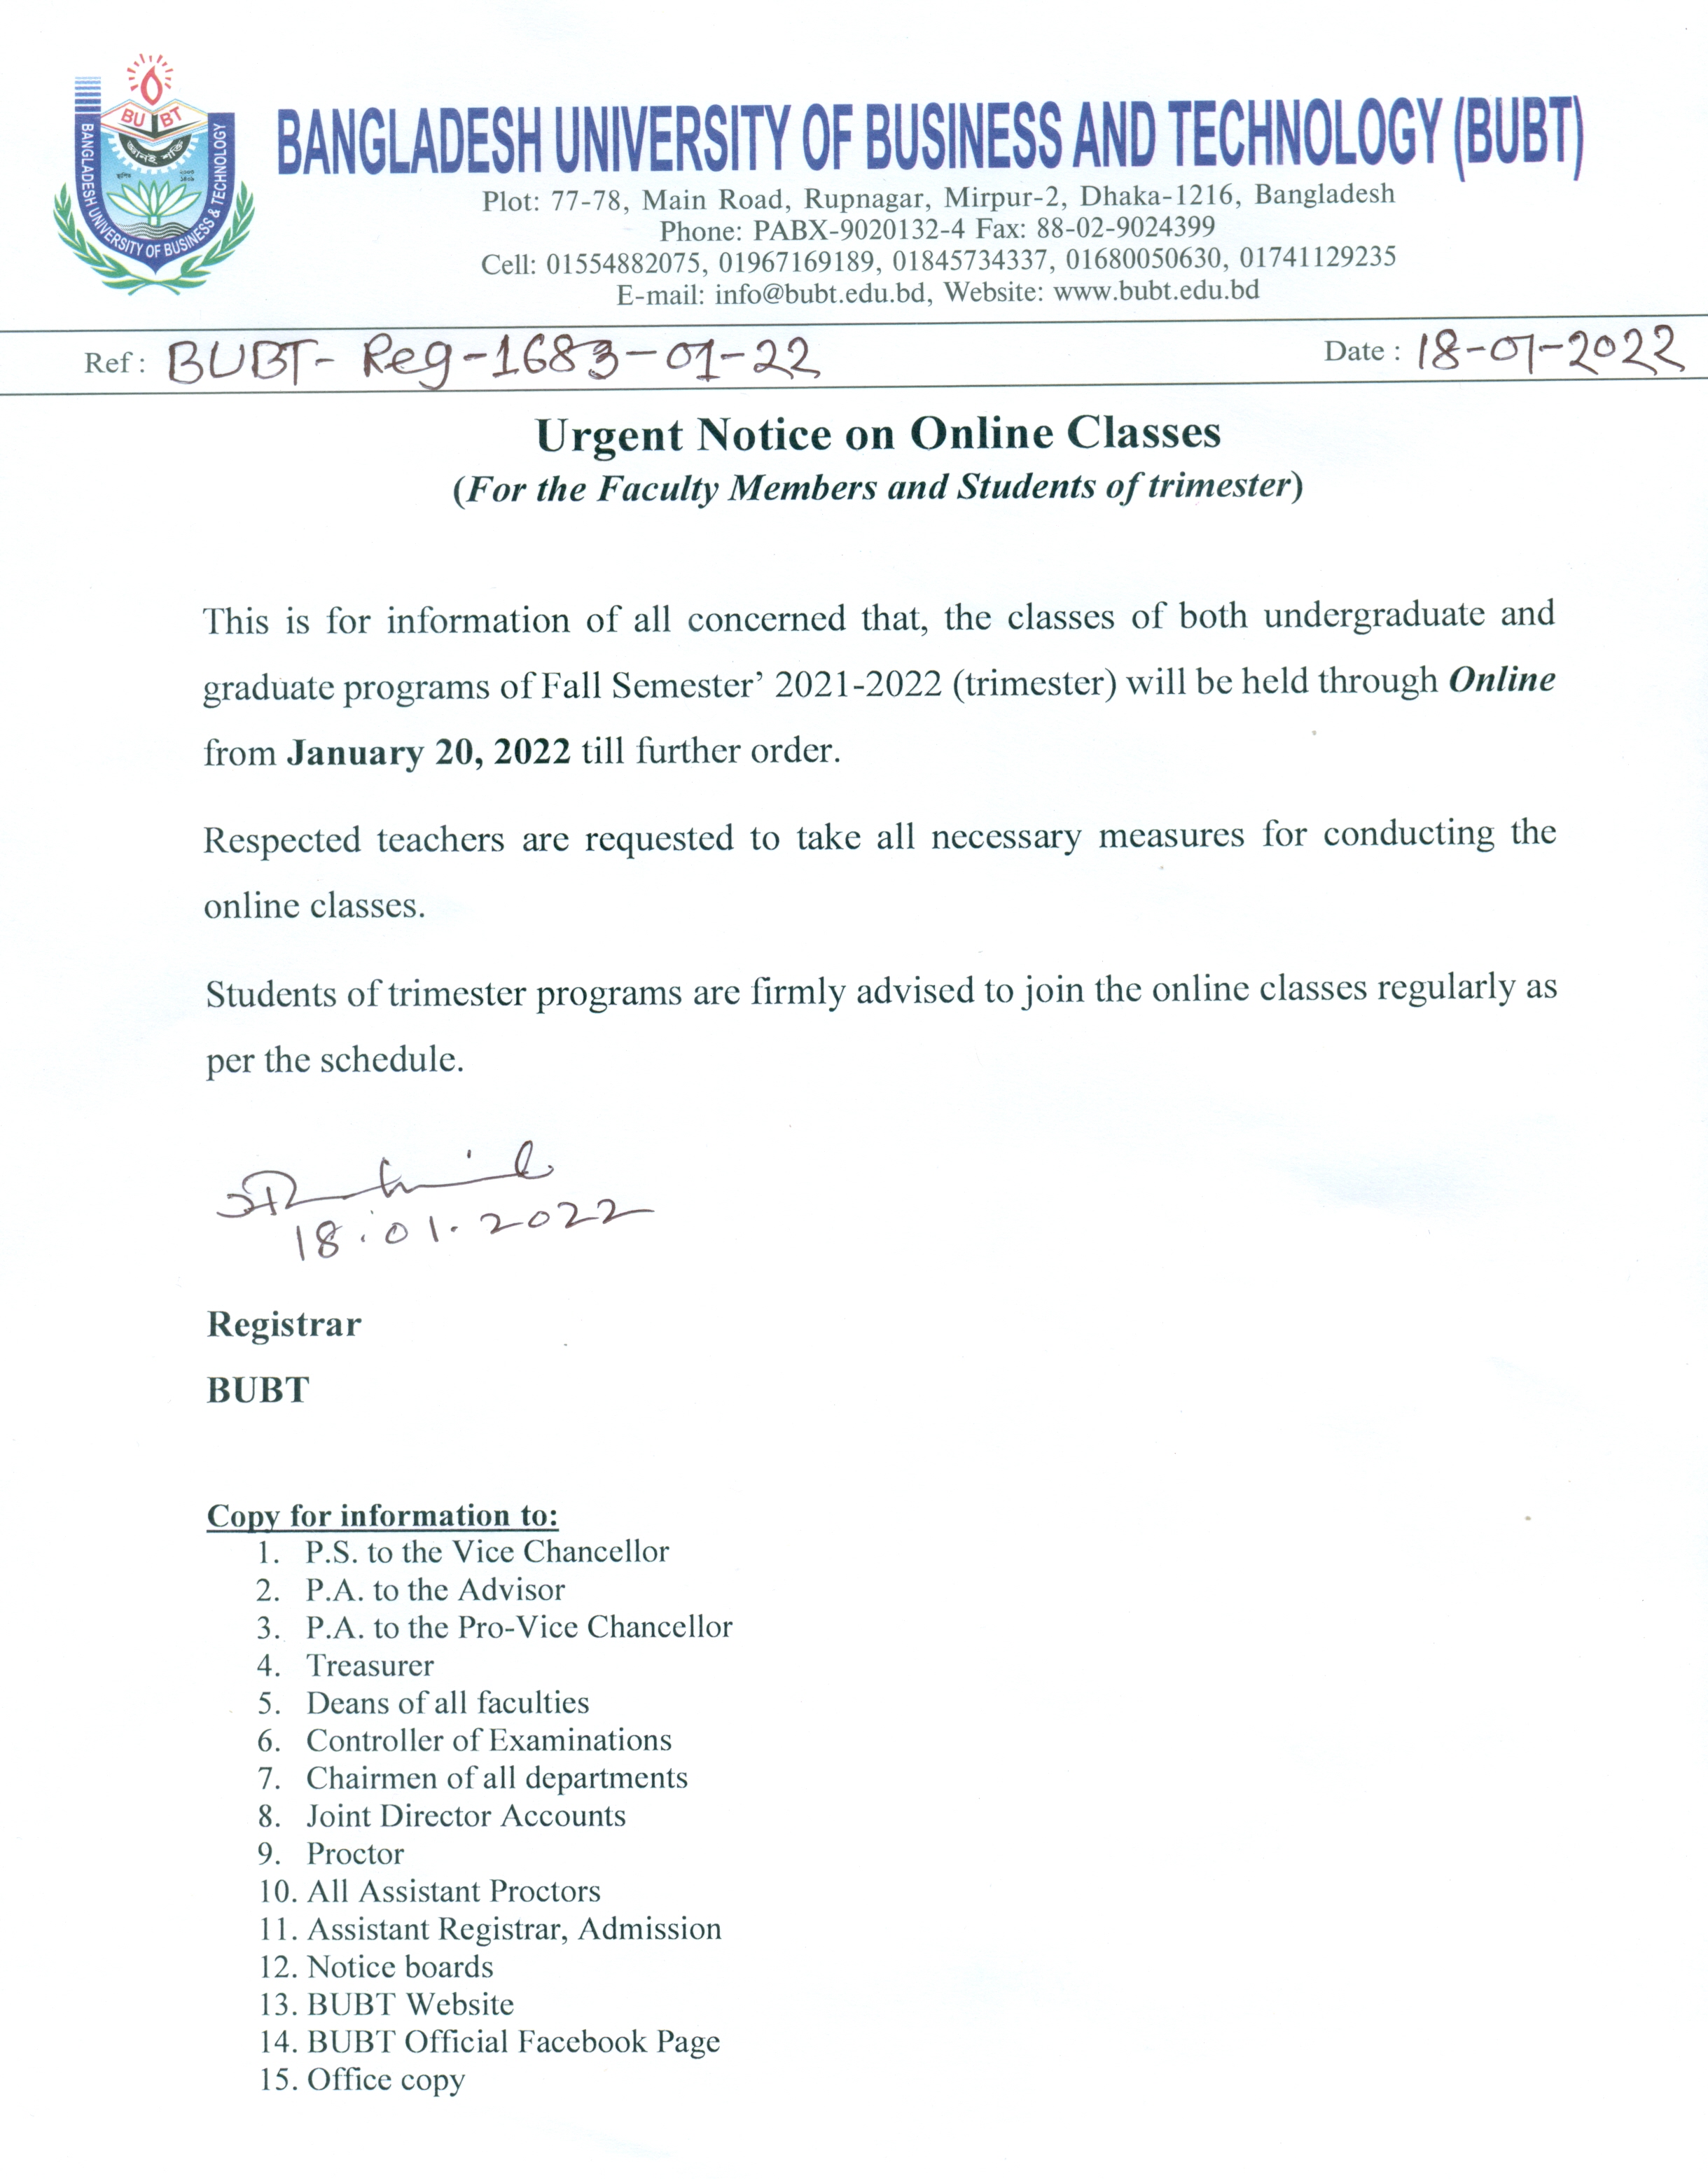 BU BT
জ্ঞানই শক্তি
BANGLADESH UNIVERSITY OF BUSINESS & TECHNOLOGY
BANGLADESH UNIVERSITY OF BUSINESS AND TECHNOLOGY (BUBT)
Plot: 77-78, Main Road, Rupnagar, Mirpur-2, Dhaka-1216, Bangladesh
Phone: PABX-9020132-4 Fax: 88-02-9024399
Cell: 01554882075, 01967169189, 01845734337, 01680050630, 01741129235
E-mail: info@bubt.edu.bd, Website: www.bubt.edu.bd
Ref : BUBT- Reg-1683-01-22 Date : 18-01-2022
Urgent Notice on Online Classes
(For the Faculty Members and Students of trimester)
This is for information of all concerned that, the classes of both undergraduate and
graduate programs of Fall Semester’ 2021-2022 (trimester) will be held through Online
from January 20, 2022 till further order.
Respected teachers are requested to take all necessary measures for conducting the
online classes.
Students of trimester programs are firmly advised to join the online classes regularly as
per the schedule.
18.01.2022
Registrar
BUBT
Copy for information to:
1. P.S. to the Vice Chancellor
2. P.A. to the Advisor
3. P.A. to the Pro-Vice Chancellor
4. Treasurer
5. Deans of all faculties
6. Controller of Examinations
7. Chairmen of all departments
8. Joint Director Accounts
9. Proctor
10. All Assistant Proctors
11. Assistant Registrar, Admission
12. Notice boards
13. BUBT Website
14. BUBT Official Facebook Page
15. Office copy